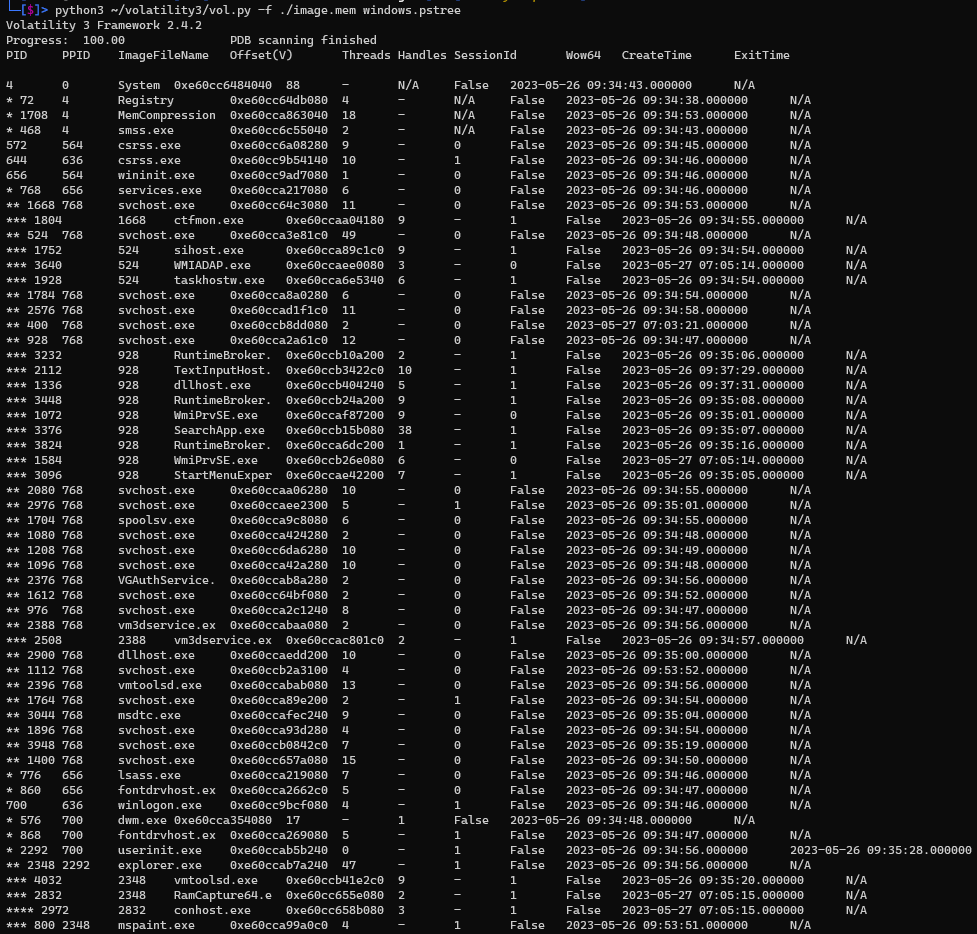 └─[$]> python3 ~/volatility3/vol.py -f ./image.mem windows.pstree
Volatility 3 Framework 2.4.2
Progress:  100.00               PDB scanning finished
PID     PPID    ImageFileName   Offset(V)       Threads Handles SessionId       Wow64   CreateTime      ExitTime
4       0       System  0xe60cc6484040  88      -       N/A     False   2023-05-26 09:34:43.000000      N/A
* 72    4       Registry        0xe60cc64db080  4       -       N/A     False   2023-05-26 09:34:38.000000      N/A
* 1708  4       MemCompression  0xe60cca863040  18      -       N/A     False   2023-05-26 09:34:53.000000      N/A
* 468   4       smss.exe        0xe60cc6c55040  2       -       N/A     False   2023-05-26 09:34:43.000000      N/A
572     564     csrss.exe       0xe60cc6a08280  9       -       0       False   2023-05-26 09:34:45.000000      N/A
644     636     csrss.exe       0xe60cc9b54140  10      -       1       False   2023-05-26 09:34:46.000000      N/A
656     564     wininit.exe     0xe60cc9ad7080  1       -       0       False   2023-05-26 09:34:46.000000      N/A
* 768   656     services.exe    0xe60cca217080  6       -       0       False   2023-05-26 09:34:46.000000      N/A
** 1668 768     svchost.exe     0xe60cc64c3080  11      -       0       False   2023-05-26 09:34:53.000000      N/A
*** 1804        1668    ctfmon.exe      0xe60ccaa04180  9       -       1       False   2023-05-26 09:34:55.000000      N/A
** 524  768     svchost.exe     0xe60cca3e81c0  49      -       0       False   2023-05-26 09:34:48.000000      N/A
*** 1752        524     sihost.exe      0xe60cca89c1c0  9       -       1       False   2023-05-26 09:34:54.000000      N/A
*** 3640        524     WMIADAP.exe     0xe60ccaee0080  3       -       0       False   2023-05-27 07:05:14.000000      N/A
*** 1928        524     taskhostw.exe   0xe60cca6e5340  6       -       1       False   2023-05-26 09:34:54.000000      N/A
** 1784 768     svchost.exe     0xe60cca8a0280  6       -       0       False   2023-05-26 09:34:54.000000      N/A
** 2576 768     svchost.exe     0xe60ccad1f1c0  11      -       0       False   2023-05-26 09:34:58.000000      N/A
** 400  768     svchost.exe     0xe60ccb8dd080  2       -       0       False   2023-05-27 07:03:21.000000      N/A
** 928  768     svchost.exe     0xe60cca2a61c0  12      -       0       False   2023-05-26 09:34:47.000000      N/A
*** 3232        928     RuntimeBroker.  0xe60ccb10a200  2       -       1       False   2023-05-26 09:35:06.000000      N/A
*** 2112        928     TextInputHost.  0xe60ccb3422c0  10      -       1       False   2023-05-26 09:37:29.000000      N/A
*** 1336        928     dllhost.exe     0xe60ccb404240  5       -       1       False   2023-05-26 09:37:31.000000      N/A
*** 3448        928     RuntimeBroker.  0xe60ccb24a200  9       -       1       False   2023-05-26 09:35:08.000000      N/A
*** 1072        928     WmiPrvSE.exe    0xe60ccaf87200  9       -       0       False   2023-05-26 09:35:01.000000      N/A
*** 3376        928     SearchApp.exe   0xe60ccb15b080  38      -       1       False   2023-05-26 09:35:07.000000      N/A
*** 3824        928     RuntimeBroker.  0xe60cca6dc200  1       -       1       False   2023-05-26 09:35:16.000000      N/A
*** 1584        928     WmiPrvSE.exe    0xe60ccb26e080  6       -       0       False   2023-05-27 07:05:14.000000      N/A
*** 3096        928     StartMenuExper  0xe60ccae42200  7       -       1       False   2023-05-26 09:35:05.000000      N/A
** 2080 768     svchost.exe     0xe60ccaa06280  10      -       0       False   2023-05-26 09:34:55.000000      N/A
** 2976 768     svchost.exe     0xe60ccaee2300  5       -       1       False   2023-05-26 09:35:01.000000      N/A
** 1704 768     spoolsv.exe     0xe60cca9c8080  6       -       0       False   2023-05-26 09:34:55.000000      N/A
** 1080 768     svchost.exe     0xe60cca424280  2       -       0       False   2023-05-26 09:34:48.000000      N/A
** 1208 768     svchost.exe     0xe60cc6da6280  10      -       0       False   2023-05-26 09:34:49.000000      N/A
** 1096 768     svchost.exe     0xe60cca42a280  10      -       0       False   2023-05-26 09:34:48.000000      N/A
** 2376 768     VGAuthService.  0xe60ccab8a280  2       -       0       False   2023-05-26 09:34:56.000000      N/A
** 1612 768     svchost.exe     0xe60cc64bf080  2       -       0       False   2023-05-26 09:34:52.000000      N/A
** 976  768     svchost.exe     0xe60cca2c1240  8       -       0       False   2023-05-26 09:34:47.000000      N/A
** 2388 768     vm3dservice.ex  0xe60ccabaa080  2       -       0       False   2023-05-26 09:34:56.000000      N/A
*** 2508        2388    vm3dservice.ex  0xe60ccac801c0  2       -       1       False   2023-05-26 09:34:57.000000      N/A
** 2900 768     dllhost.exe     0xe60ccaedd200  10      -       0       False   2023-05-26 09:35:00.000000      N/A
** 1112 768     svchost.exe     0xe60ccb2a3100  4       -       0       False   2023-05-26 09:53:52.000000      N/A
** 2396 768     vmtoolsd.exe    0xe60ccabab080  13      -       0       False   2023-05-26 09:34:56.000000      N/A
** 1764 768     svchost.exe     0xe60cca89e200  2       -       1       False   2023-05-26 09:34:54.000000      N/A
** 3044 768     msdtc.exe       0xe60ccafec240  9       -       0       False   2023-05-26 09:35:04.000000      N/A
** 1896 768     svchost.exe     0xe60cca93d280  4       -       0       False   2023-05-26 09:34:54.000000      N/A
** 3948 768     svchost.exe     0xe60ccb0842c0  7       -       0       False   2023-05-26 09:35:19.000000      N/A
** 1400 768     svchost.exe     0xe60cc657a080  15      -       0       False   2023-05-26 09:34:50.000000      N/A
* 776   656     lsass.exe       0xe60cca219080  7       -       0       False   2023-05-26 09:34:46.000000      N/A
* 860   656     fontdrvhost.ex  0xe60cca2662c0  5       -       0       False   2023-05-26 09:34:47.000000      N/A
700     636     winlogon.exe    0xe60cc9bcf080  4       -       1       False   2023-05-26 09:34:46.000000      N/A
* 576   700     dwm.exe 0xe60cca354080  17      -       1       False   2023-05-26 09:34:48.000000      N/A
* 868   700     fontdrvhost.ex  0xe60cca269080  5       -       1       False   2023-05-26 09:34:47.000000      N/A
* 2292  700     userinit.exe    0xe60ccab5b240  0       -       1       False   2023-05-26 09:34:56.000000      2023-05-26 09:35:28.000000
** 2348 2292    explorer.exe    0xe60ccab7a240  47      -       1       False   2023-05-26 09:34:56.000000      N/A
*** 4032        2348    vmtoolsd.exe    0xe60ccb41e2c0  9       -       1       False   2023-05-26 09:35:20.000000      N/A
*** 2832        2348    RamCapture64.e  0xe60cc655e080  2       -       1       False   2023-05-27 07:05:15.000000      N/A
**** 2972       2832    conhost.exe     0xe60cc658b080  3       -       1       False   2023-05-27 07:05:15.000000      N/A
*** 800 2348    mspaint.exe     0xe60cca99a0c0  4       -       1       False   2023-05-26 09:53:51.000000      N/A